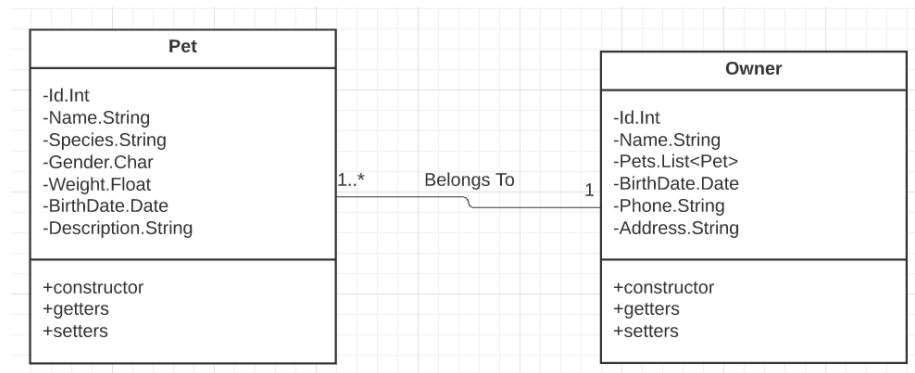 Pet
-Id.Int
-Name.String
-Species.String
-Gender.Char
-Weight.Float
-BirthDate.Date
-Description.String
+constructor
+getters
+setters
1..*
Belongs To
1
Owner
-Id.Int
-Name.String
-Pets.List<Pet>
-BirthDate.Date
-Phone.String
-Address.String
+constructor
+getters
+setters